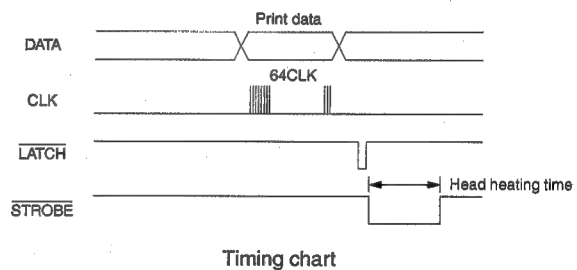 Print data
DATA
64CLK
CLK
LATCH
Head heating time
STROBE
Timing chart